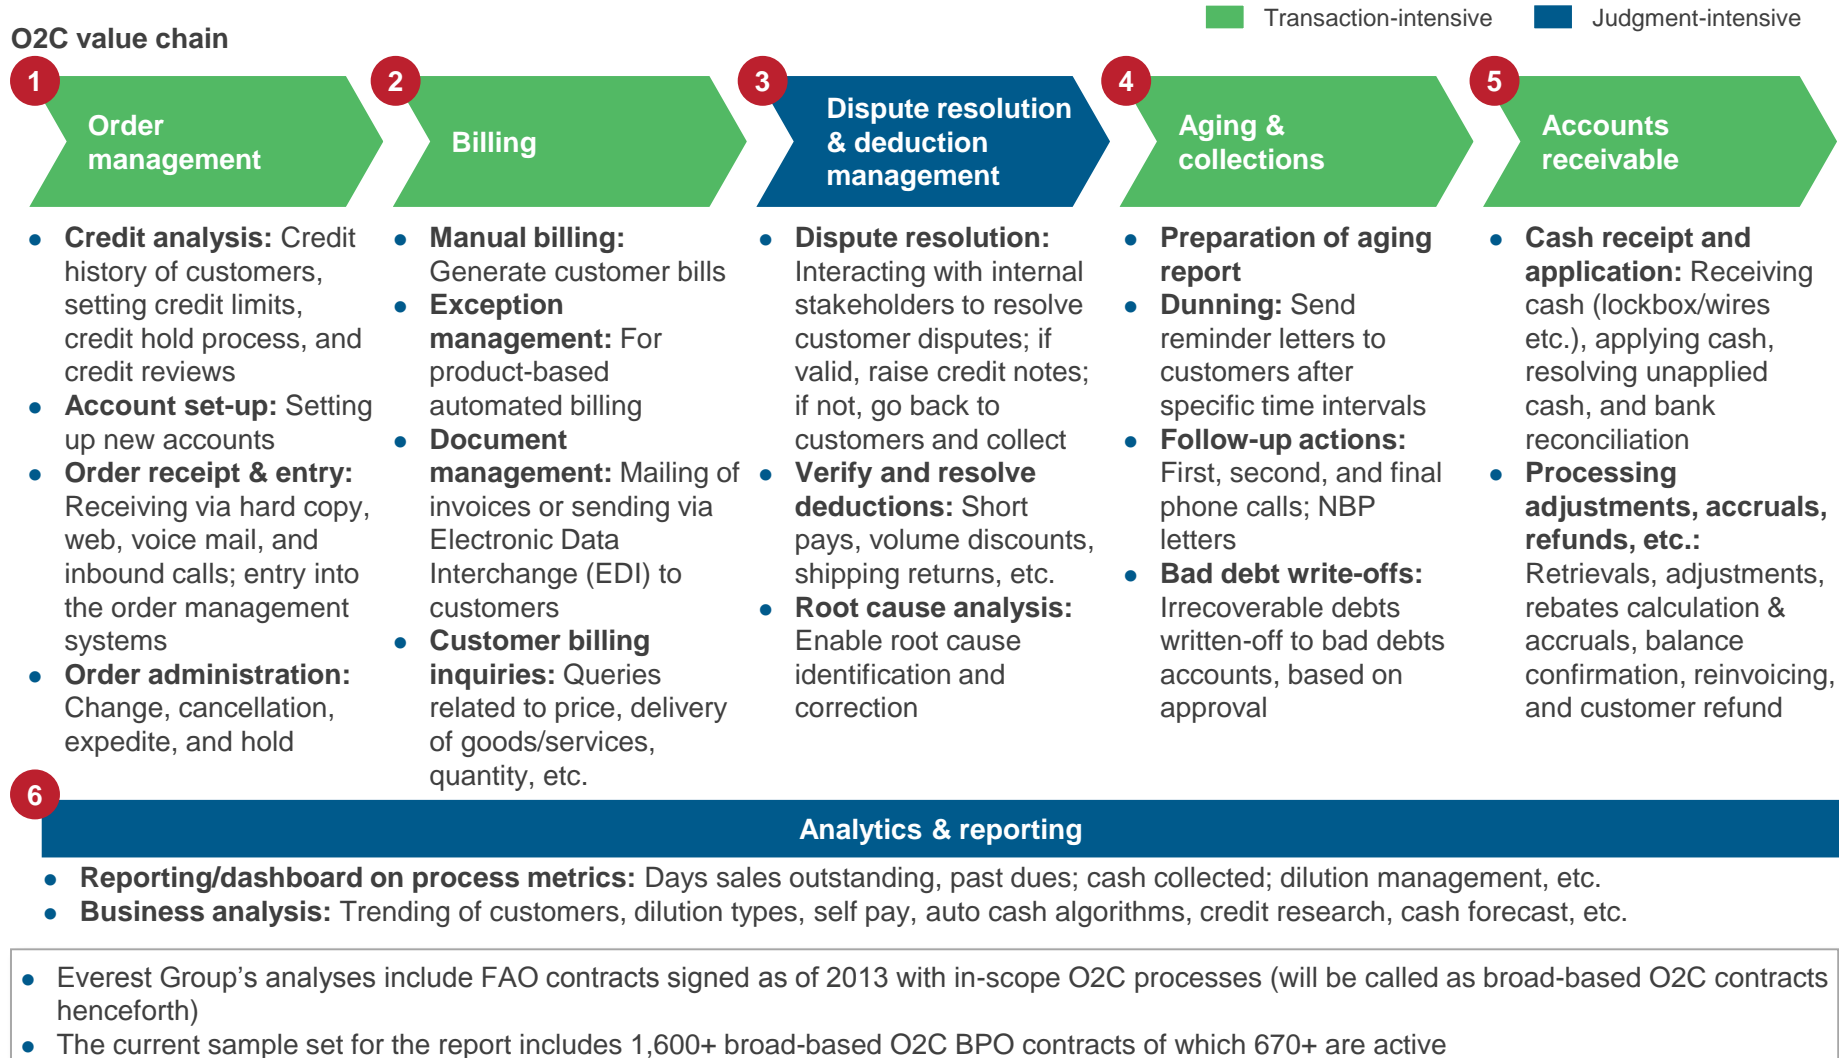 Transaction-intensive
Judgment-intensive
O2C value chain
1
Order
management
2
Billing
3
Dispute resolution
& deduction
management
4
Aging &
collections
5
Accounts
receivable
● Credit analysis: Credit
history of customers,
setting credit limits,
credit hold process, and
credit reviews
● Account set-up: Setting
up new accounts
● Order receipt & entry:
Receiving via hard copy,
web, voice mail, and
inbound calls; entry into
the order management
systems
● Order administration:
Change, cancellation,
expedite, and hold
● Manual billing:
Generate customer bills
● Exception
management: For
product-based
automated billing
● Document
management: Mailing of
invoices or sending via
Electronic Data
Interchange (EDI) to
customers
● Customer billing
inquiries: Queries
related to price, delivery
of goods/services,
quantity, etc.
● Dispute resolution:
Interacting with internal
stakeholders to resolve
customer disputes; if
valid, raise credit notes;
if not, go back to
customers and collect
● Verify and resolve
deductions: Short
pays, volume discounts,
shipping returns, etc.
● Root cause analysis:
Enable root cause
identification and
correction
● Preparation of aging
report
● Dunning: Send
reminder letters to
customers after
specific time intervals
● Follow-up actions:
First, second, and final
phone calls; NBP
letters
● Bad debt write-offs:
Irrecoverable debts
written-off to bad debts
accounts, based on
approval
● Cash receipt and
application: Receiving
cash (lockbox/wires
etc.), applying cash,
resolving unapplied
cash, and bank
reconciliation
● Processing
adjustments, accruals,
refunds, etc.:
Retrievals, adjustments,
rebates calculation &
accruals, balance
confirmation, reinvoicing,
and customer refund
6
Analytics & reporting
● Reporting/dashboard on process metrics: Days sales outstanding, past dues; cash collected; dilution management, etc.
● Business analysis: Trending of customers, dilution types, self pay, auto cash algorithms, credit research, cash forecast, etc.
● Everest Group’s analyses include FAO contracts signed as of 2013 with in-scope O2C processes (will be called as broad-based O2C contracts
henceforth)
● The current sample set for the report includes 1,600+ broad-based O2C BPO contracts of which 670+ are active